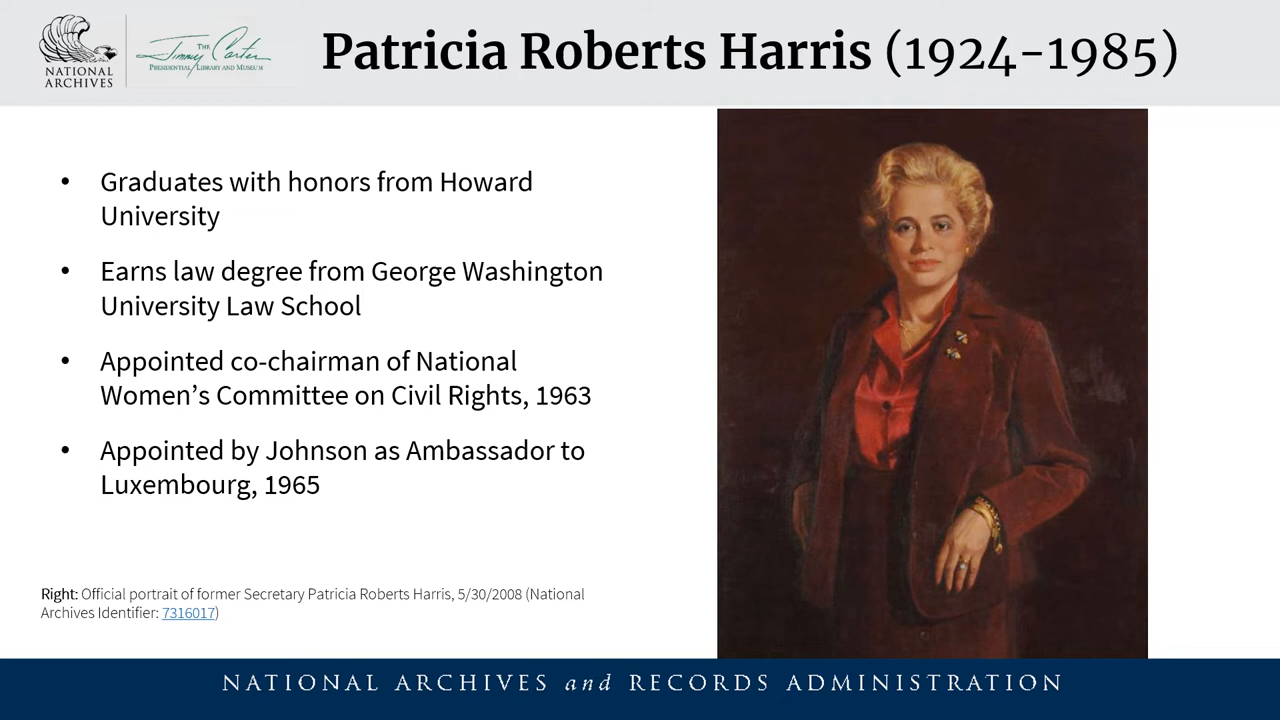 NATIONAL
ARCHIVES
THE
Jimmy Carter
PRESIDENTIAL LIBRARY AND MUSEUM
Patricia Roberts Harris (1924-1985)
• Graduates with honors from Howard
University
• Earns law degree from George Washington
University Law School
• Appointed co-chairman of National
Women’s Committee on Civil Rights, 1963
• Appointed by Johnson as Ambassador to
Luxembourg, 1965
Right: Official portrait of former Secretary Patricia Roberts Harris, 5/30/2008 (National
Archives Identifier: 7316017)
NATIONAL ARCHIVES and RECORDS ADMINISTRATION